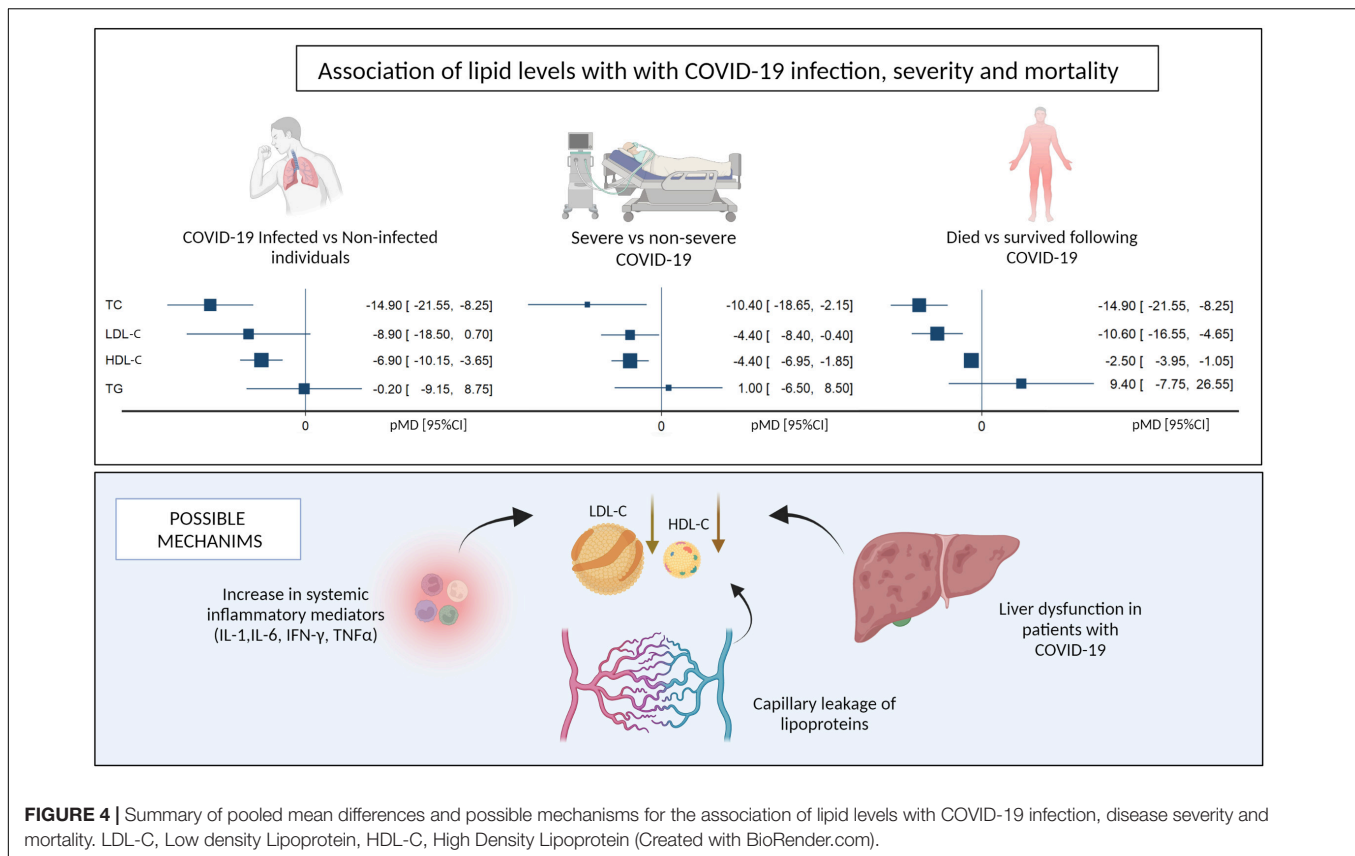 Association of lipid levels with with COVID-19 infection, severity and mortality
COVID-19 Infected vs Non-infected
individuals
Severe vs non-severe
COVID-19
Died vs survived following
COVID-19
TC -14.90 [ -21.55, -8.25] -10.40 [ -18.65, -2.15] -14.90 [ -21.55, -8.25]
LDL-C -8.90 [ -18.50, 0.70] -4.40 [ -8.40, -0.40] -10.60 [ -16.55, -4.65]
HDL-C -6.90 [ -10.15, -3.65] -4.40 [ -6.95, -1.85] -2.50 [ -3.95, -1.05]
TG -0.20 [ -9.15, 8.75] 1.00 [ -6.50, 8.50] 9.40 [ -7.75, 26.55]
0 pMD [95%CI] 0 pMD [95%CI] 0 pMD [95%CI]
POSSIBLE
MECHANIMS
LDL-C
HDL-C
Increase in systemic
inflammatory mediators
(IL-1,IL-6, IFN-γ, TNFα)
Liver dysfunction in
patients with
COVID-19
Capillary leakage of
lipoproteins
FIGURE 4 | Summary of pooled mean differences and possible mechanisms for the association of lipid levels with COVID-19 infection, disease severity and
mortality. LDL-C, Low density Lipoprotein, HDL-C, High Density Lipoprotein (Created with BioRender.com).